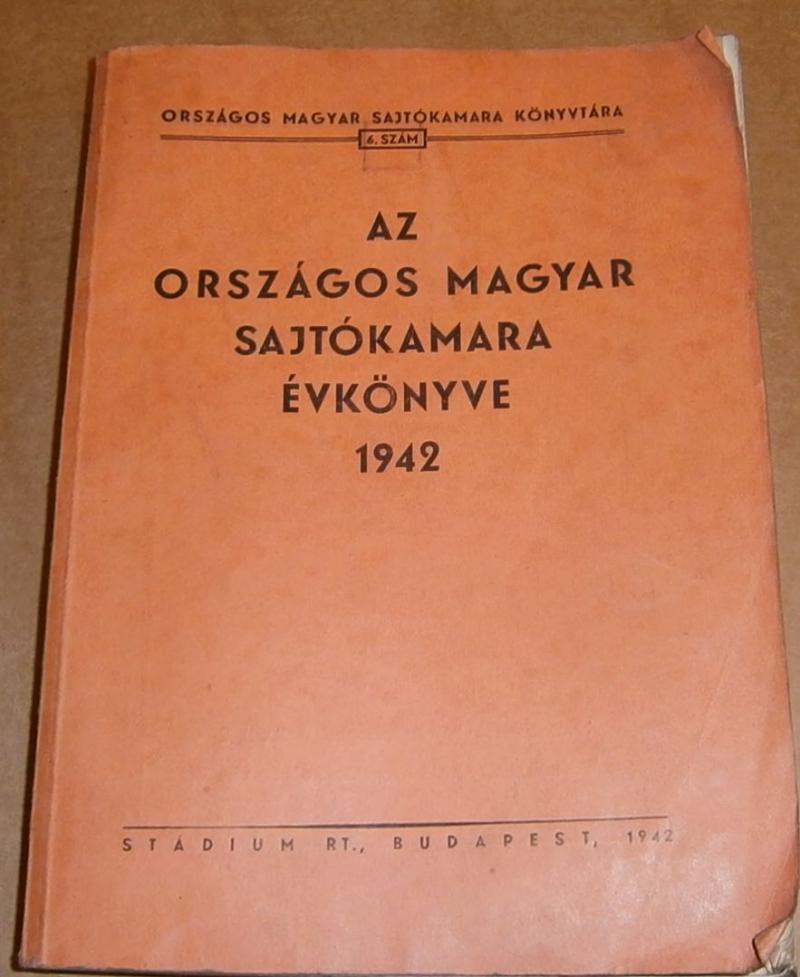 ORSZÁGOS MAGYAR SAJTÓKAMARA KÖNYVTÁRA
6. SZÁM
AZ
ORSZÁGOS MAGYAR
SAJTÓKAMARA
ÉVKÖNYVE
1942
STÁDIUM RT., BUDAPEST, 1942